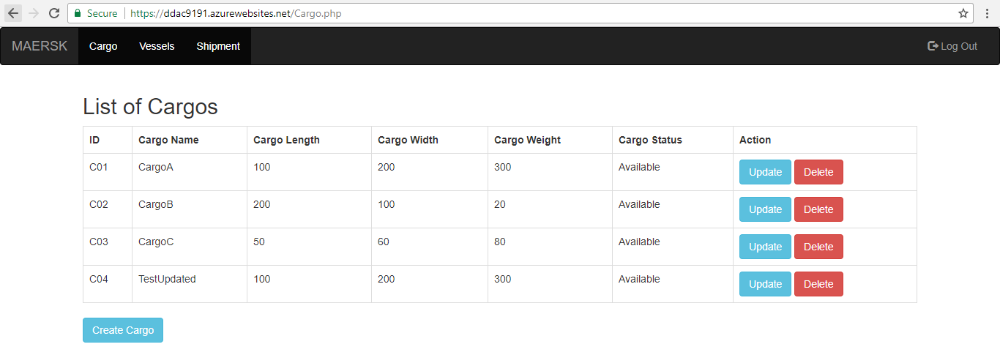 Secure https://ddac9191.azurewebsites.net/Cargo.php
MAERSK Cargo Vessels Shipment Log Out
List of Cargos
ID Cargo Name Cargo Length Cargo Width Cargo Weight Cargo Status Action
C01 CargoA 100 200 300 Available Update Delete
C02 CargoB 200 100 20 Available Update Delete
C03 CargoC 50 60 80 Available Update Delete
C04 TestUpdated 100 200 300 Available Update Delete
Create Cargo